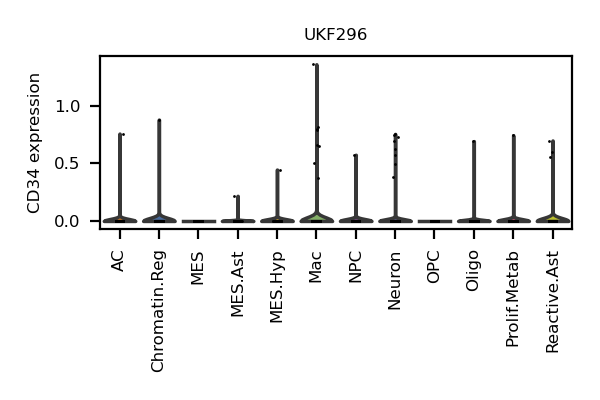 UKF296
CD34 expression
1.0
0.5
0.0
AC
Chromatin.Reg
MES
MES.Ast
MES.Hyp
Mac
NPC
Neuron
OPC
Oligo
Prolif.Metab
Reactive.Ast